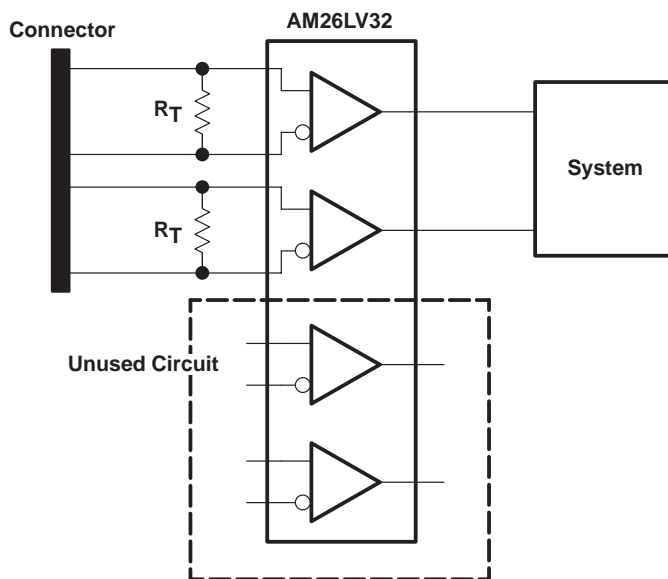 AM26LV32
Connector
RT
System
RT
Unused Circuit